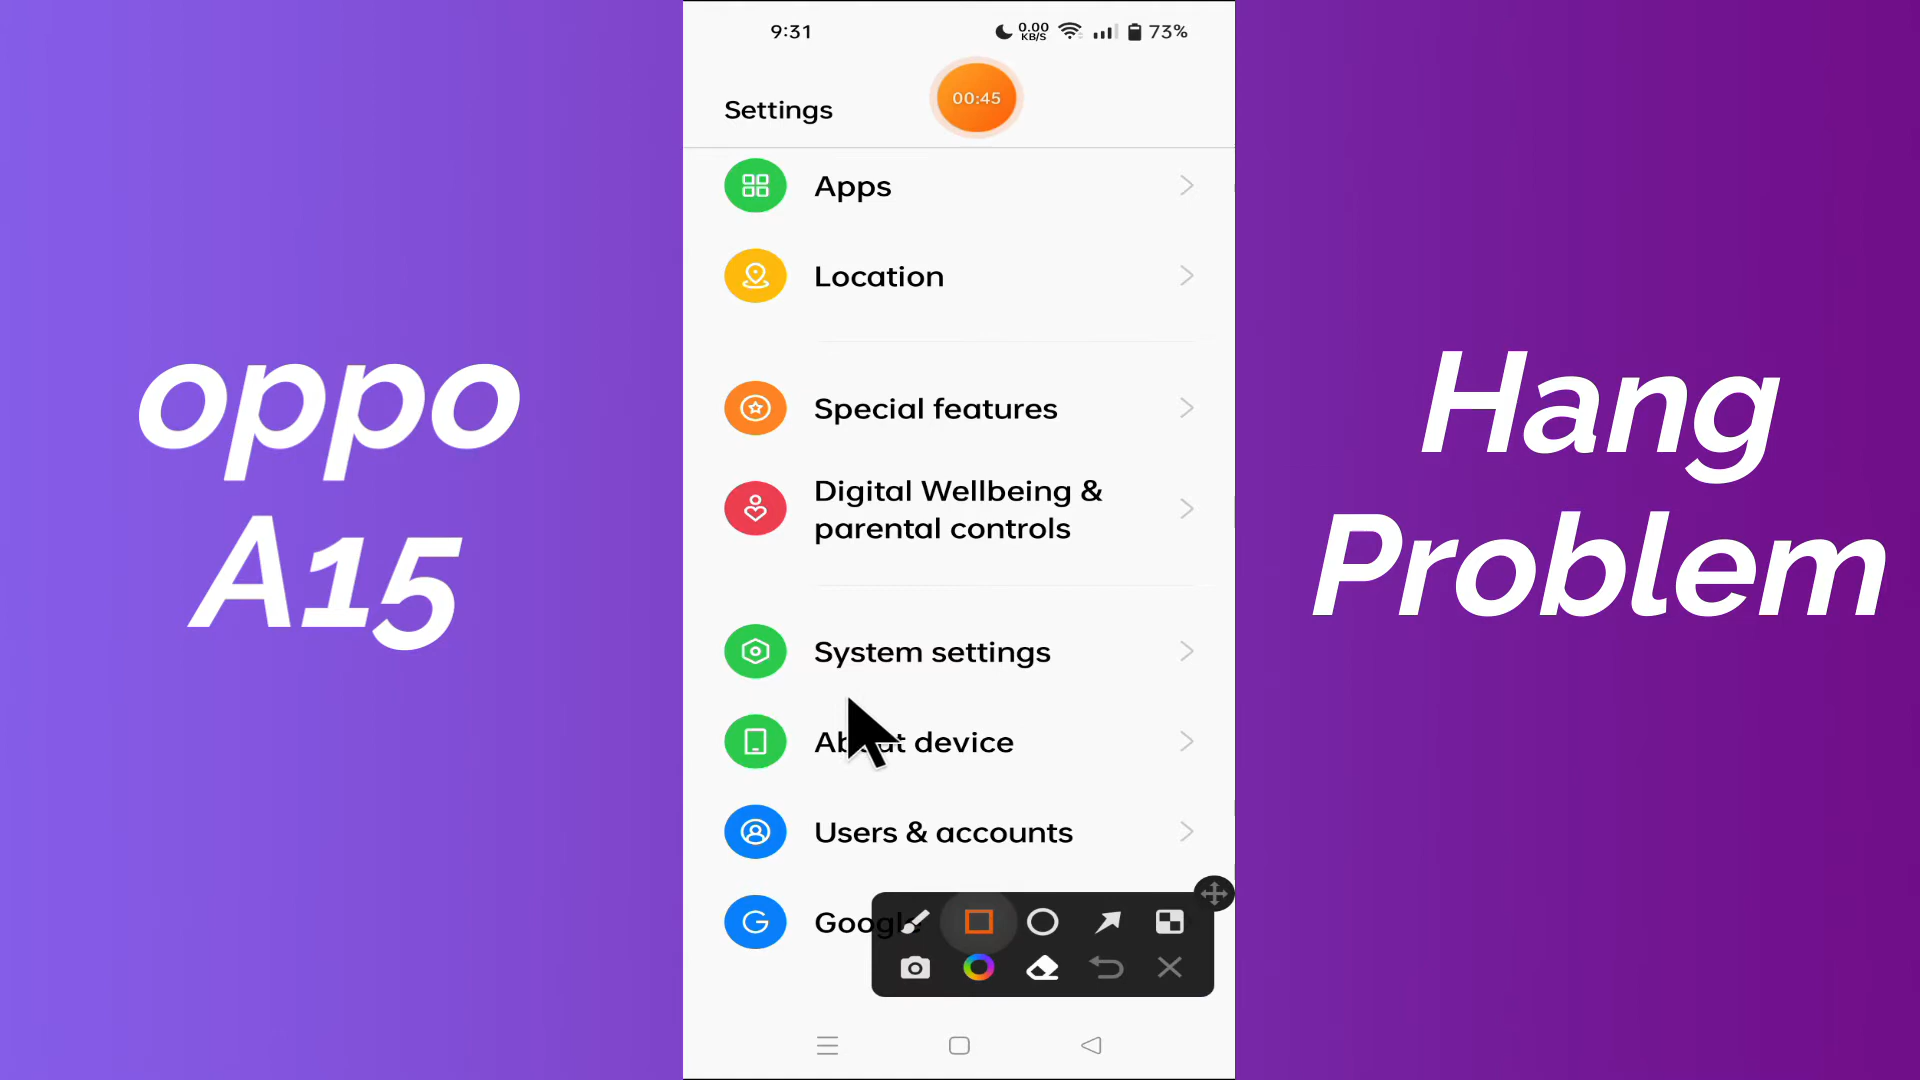 oppo
A15
9:31
0.00
KB/S
73%
Settings
00:45
Apps
Location
Special features
Digital Wellbeing &
parental controls
System settings
About device
Users & accounts
Google
Hang
Problem